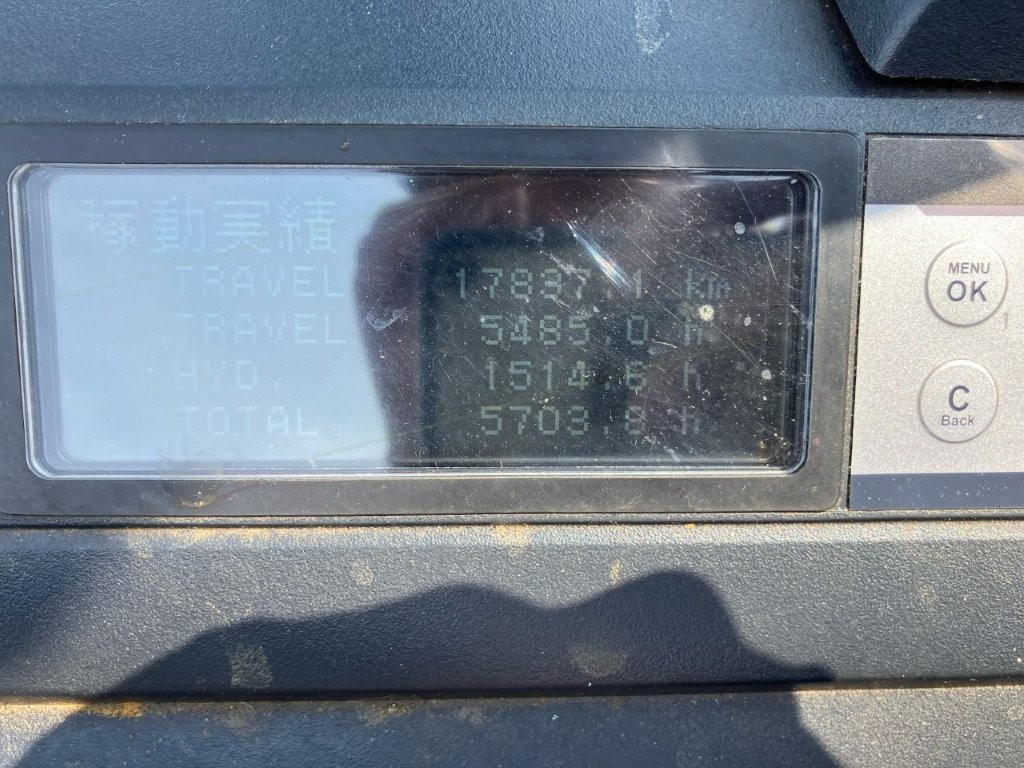 稼動実績
TRAVEL 17837.1 km
TRAVEL 5485.0 h
HYD 1514.6 h
TOTAL 5703.8 h
MENU
OK
1
C
Back